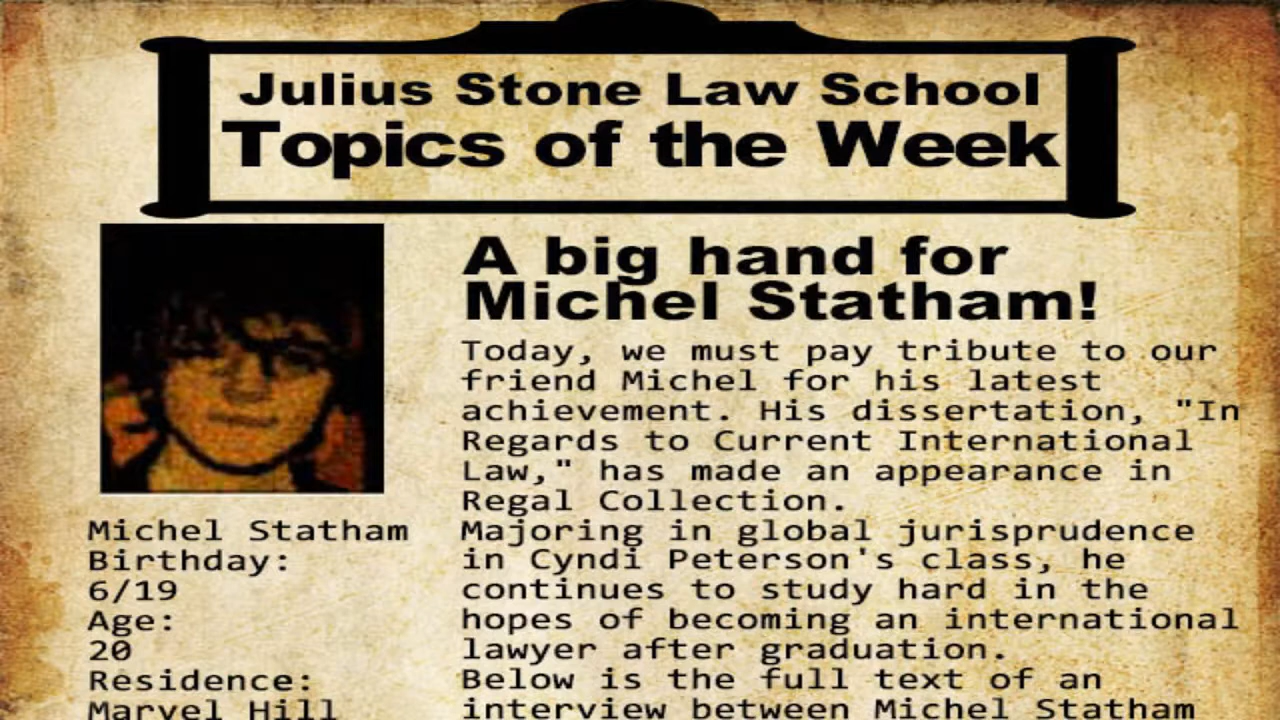 Julius Stone Law School
Topics of the Week
A big hand for
Michel Statham!
Today, we must pay tribute to our
friend Michel for his latest
achievement. His dissertation, "In
Regards to Current International
Law," has made an appearance in
Regal Collection.
Majoring in global jurisprudence
in Cyndi Peterson's class, he
continues to study hard in the
hopes of becoming an international
lawyer after graduation.
Below is the full text of an
interview between Michel Statham
Michel Statham
Birthday:
6/19
Age:
20
Residence:
Marvel Hill